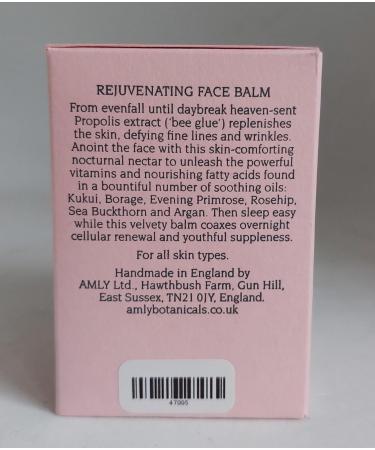 REJUVENATING FACE BALM
From evenfall until daybreak heaven-sent
Propolis extract ('bee glue') replenishes
the skin, defying fine lines and wrinkles.
Anoint the face with this skin-comforting
nocturnal nectar to unleash the powerful
vitamins and nourishing fatty acids found
in a bountiful number of soothing oils:
Kukui, Borage, Evening Primrose, Rosehip,
Sea Buckthorn and Argan. Then sleep easy
while this velvety balm coaxes overnight
cellular renewal and youthful suppleness.
For all skin types.
Handmade in England by
AMLY Ltd., Hawthbush Farm, Gun Hill,
East Sussex, TN21 0JY, England.
amlybotanicals.co.uk
47995